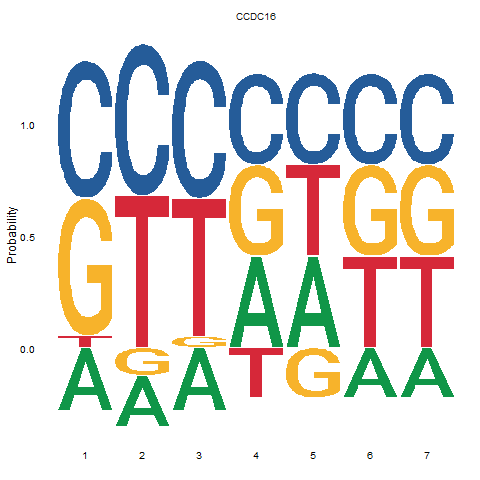 CCDC16
1.0
0.5
0.0
Probability
C C C C C C C
G T T G T G G
T G G A A T T
A A A T G A A
1 2 3 4 5 6 7